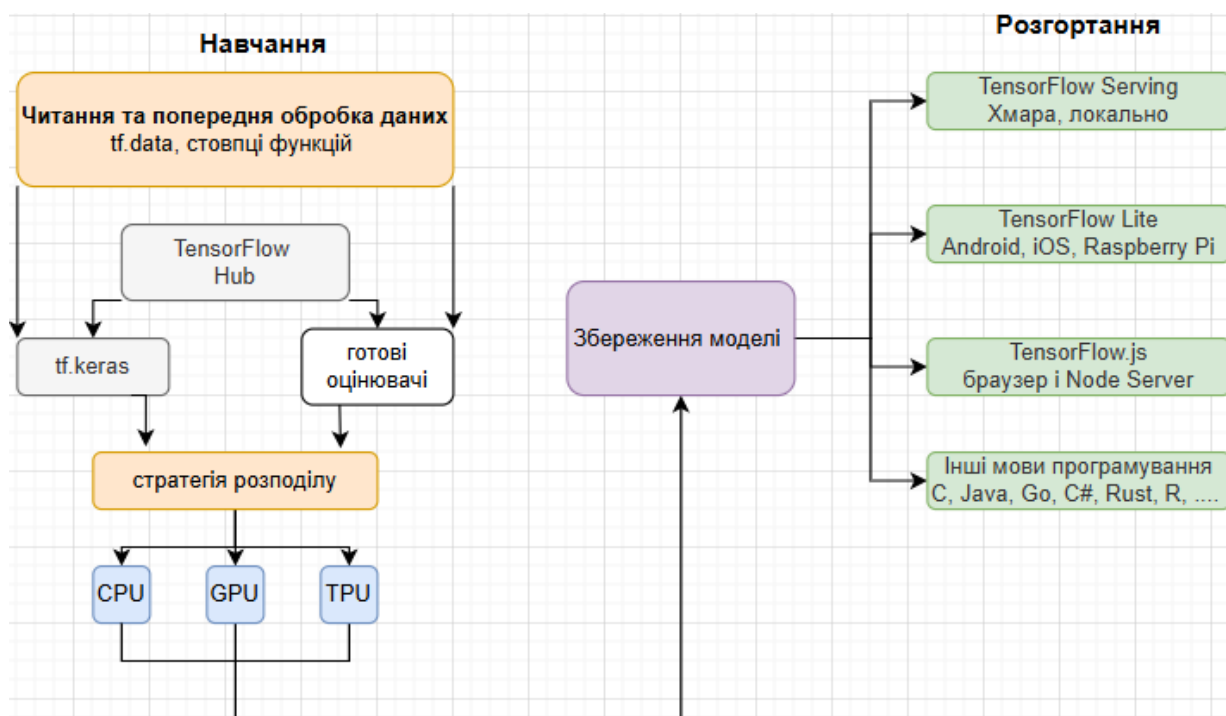 Навчання
Читання та попередня обробка даних
tf.data, стовпці функцій
TensorFlow
Hub
tf.keras
готові
оцінювачі
стратегія розподілу
CPU
GPU
TPU
Збереження моделі
Розгортання
TensorFlow Serving
Хмара, локально
TensorFlow Lite
Android, iOS, Raspberry Pi
TensorFlow.js
браузер і Node Server
Інші мови програмування
C, Java, Go, C#, Rust, R, ....